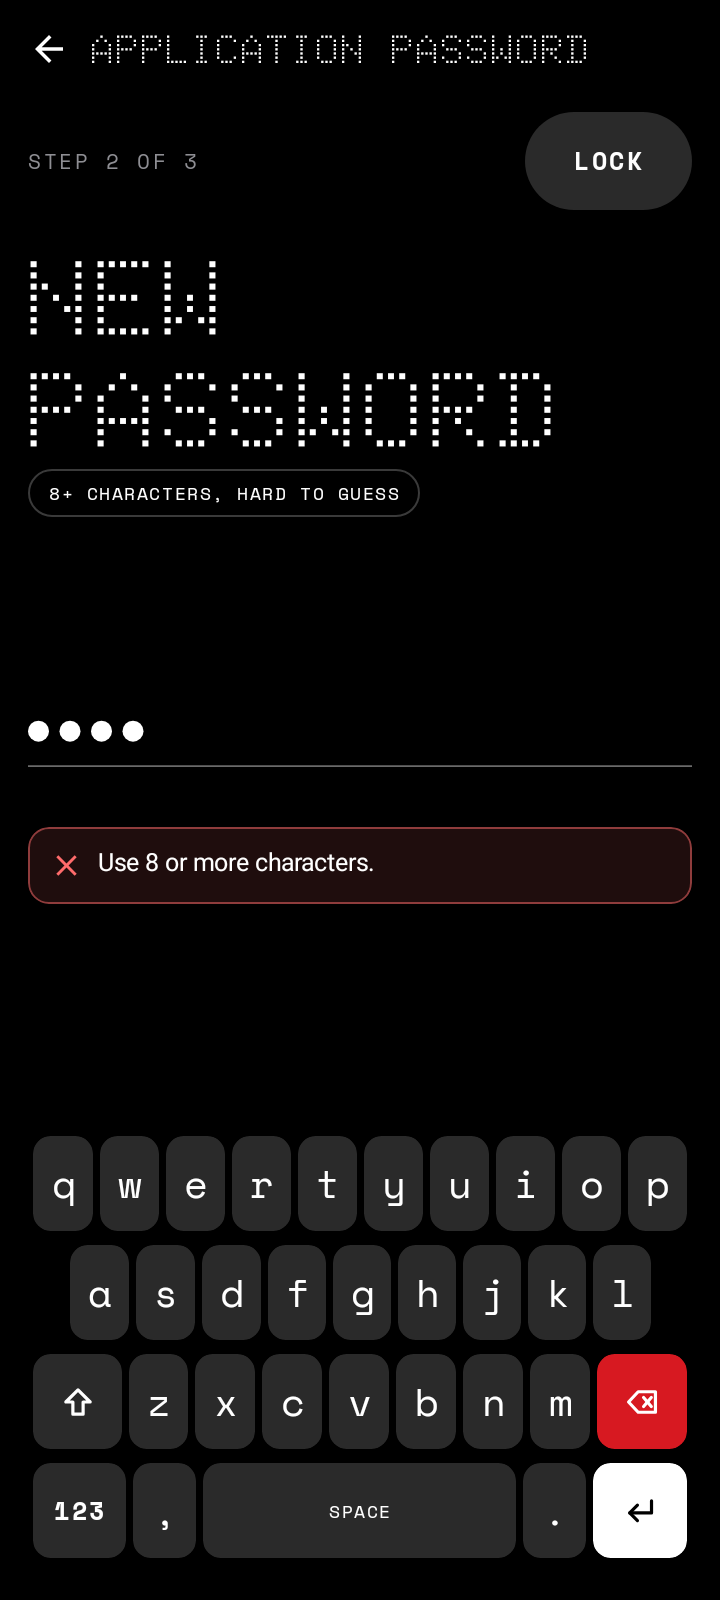 APPLICATION PASSWORD
STEP 2 OF 3
LOCK
NEW
PASSWORD
8+ CHARACTERS, HARD TO GUESS
Use 8 or more characters.
q w e r t y u i o p
a s d f g h j k l
z x c v b n m
123 , SPACE .